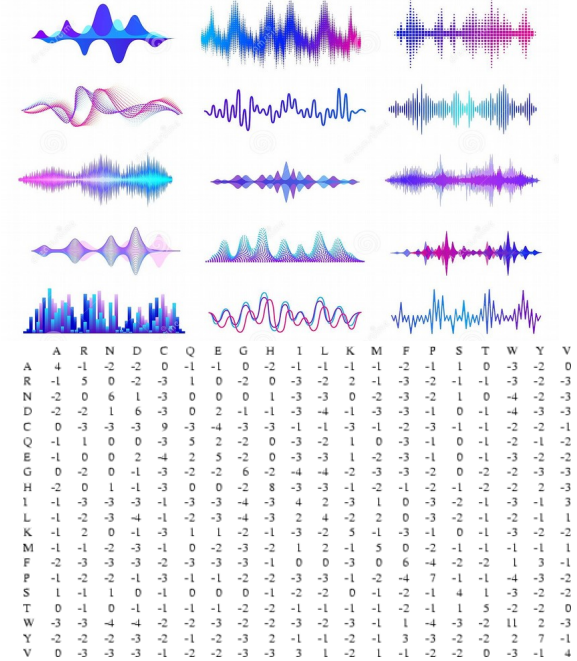 A R N D C Q E G H I L K M F P S T W Y V
A 4 -1 -2 -2 0 -1 -1 0 -2 -1 -1 -1 -1 -2 -1 1 0 -3 -2 0
R -1 5 0 -2 -3 1 0 -2 0 -3 -2 2 -1 -3 -2 -1 -1 -3 -2 -3
N -2 0 6 1 -3 0 0 0 1 -3 -3 0 -2 -3 -2 1 0 -4 -2 -3
D -2 -2 1 6 -3 0 2 -1 -1 -3 -4 -1 -3 -3 -1 0 -1 -4 -3 -3
C 0 -3 -3 -3 9 -3 -4 -3 -3 -1 -1 -3 -1 -2 -3 -1 -1 -2 -2 -1
Q -1 1 0 0 -3 5 2 -2 0 -3 -2 1 0 -3 -1 0 -1 -2 -1 -2
E -1 0 0 2 -4 2 5 -2 0 -3 -3 1 -2 -3 -1 0 -1 -3 -2 -2
G 0 -2 0 -1 -3 -2 -2 6 -2 -4 -4 -2 -3 -3 -2 0 -2 -2 -3 -3
H -2 0 1 -1 -3 0 0 -2 8 -3 -3 -1 -2 -1 -2 -1 -2 -2 2 -3
I -1 -3 -3 -3 -1 -3 -3 -4 -3 4 2 -3 1 0 -3 -2 -1 -3 -1 3
L -1 -2 -3 -4 -1 -2 -3 -4 -3 2 4 -2 2 0 -3 -2 -1 -2 -1 1
K -1 2 0 -1 -3 1 1 -2 -1 -3 -2 5 -1 -3 -1 0 -1 -3 -2 -2
M -1 -1 -2 -3 -1 0 -2 -3 -2 1 2 -1 5 0 -2 -1 -1 -1 -1 1
F -2 -3 -3 -3 -2 -3 -3 -3 -1 0 0 -3 0 6 -4 -2 -2 1 3 -1
P -1 -2 -2 -1 -3 -1 -1 -2 -2 -3 -3 -1 -2 -4 7 -1 -1 -4 -3 -2
S 1 -1 1 0 -1 0 0 0 -1 -2 -2 0 -1 -2 -1 4 1 -3 -2 -2
T 0 -1 0 -1 -1 -1 -1 -2 -2 -1 -1 -1 -1 -2 -1 1 5 -2 -2 0
W -3 -3 -4 -4 -2 -2 -3 -2 -2 -3 -2 -3 -1 1 -4 -3 -2 11 2 -3
Y -2 -2 -2 -3 -2 -1 -2 -3 2 -1 -1 -2 -1 3 -3 -2 -2 2 7 -1
V 0 -3 -3 -3 -1 -2 -2 -3 -3 3 1 -2 1 -1 -2 -2 0 -3 -1 4